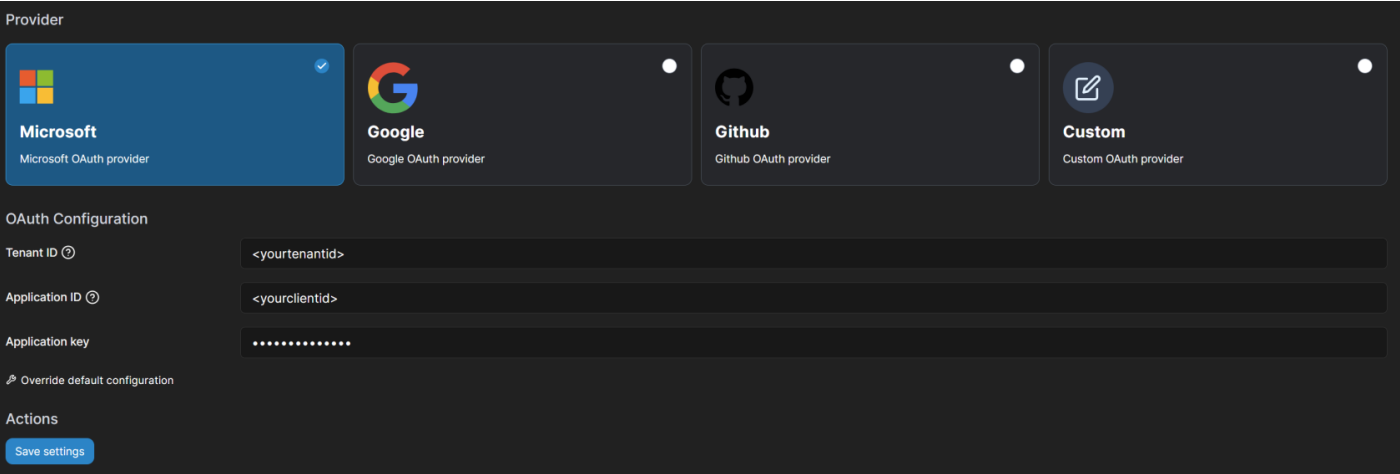 Provider
Microsoft
Microsoft OAuth provider
Google
Google OAuth provider
Github
Github OAuth provider
Custom
Custom OAuth provider
OAuth Configuration
Tenant ID <yourtenantid>
Application ID <yourclientid>
Application key ••••••••••••••
Override default configuration
Actions
Save settings